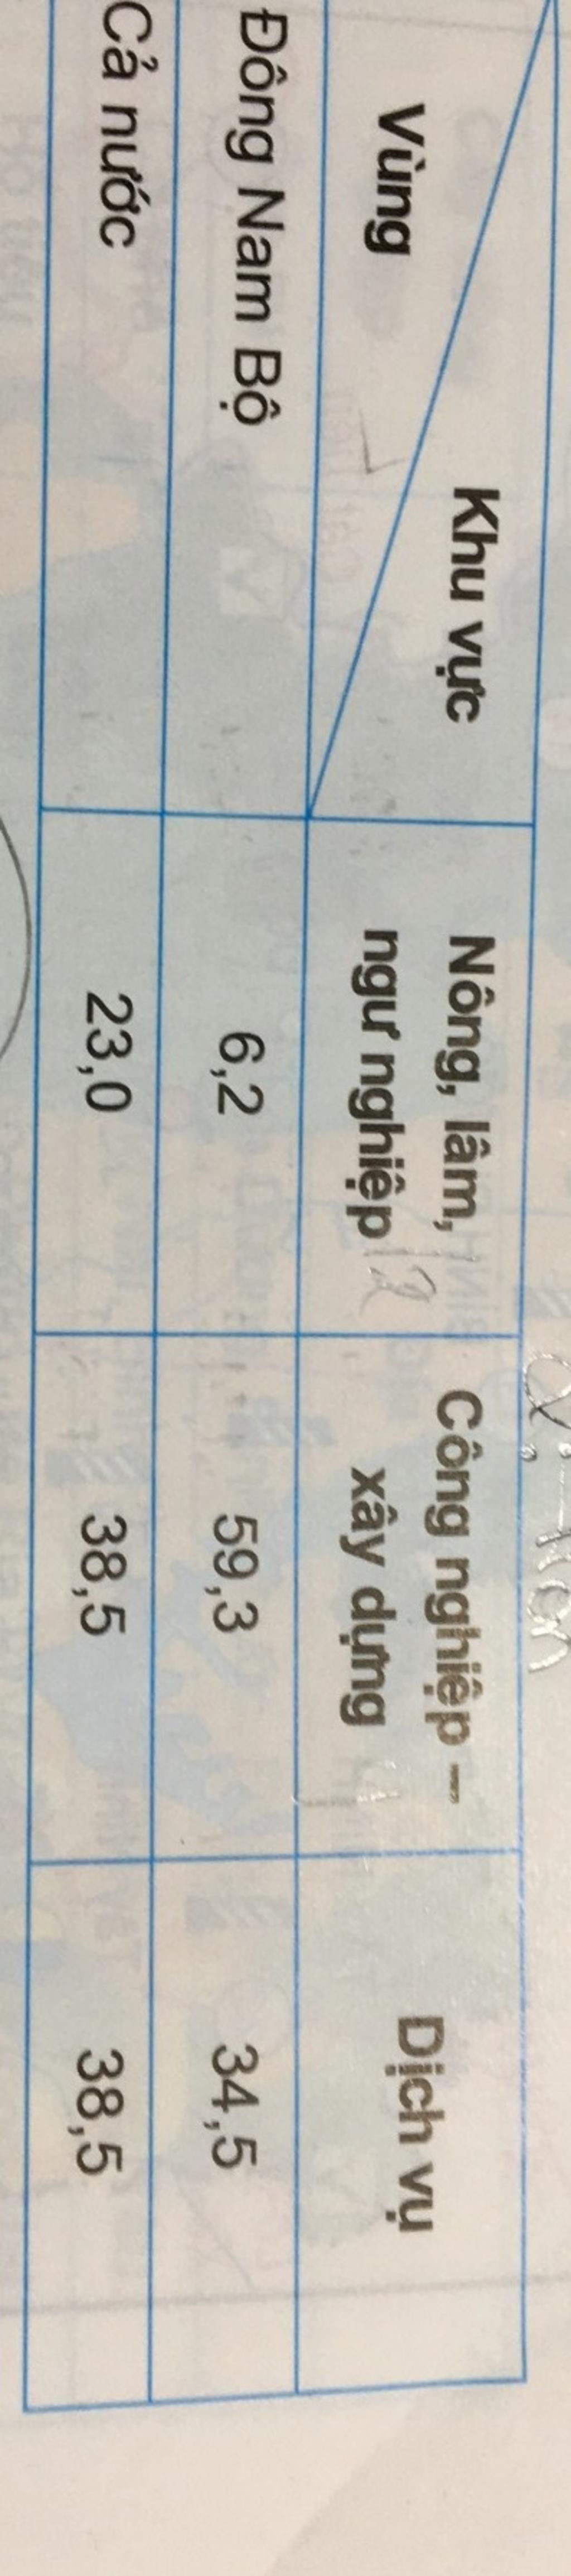 Khu vực
Vùng
Nông, lâm,
ngư nghiệp
Công nghiệp –
xây dựng
Dịch vụ
Đông Nam Bộ 6,2 59,3 34,5
Cả nước 23,0 38,5 38,5